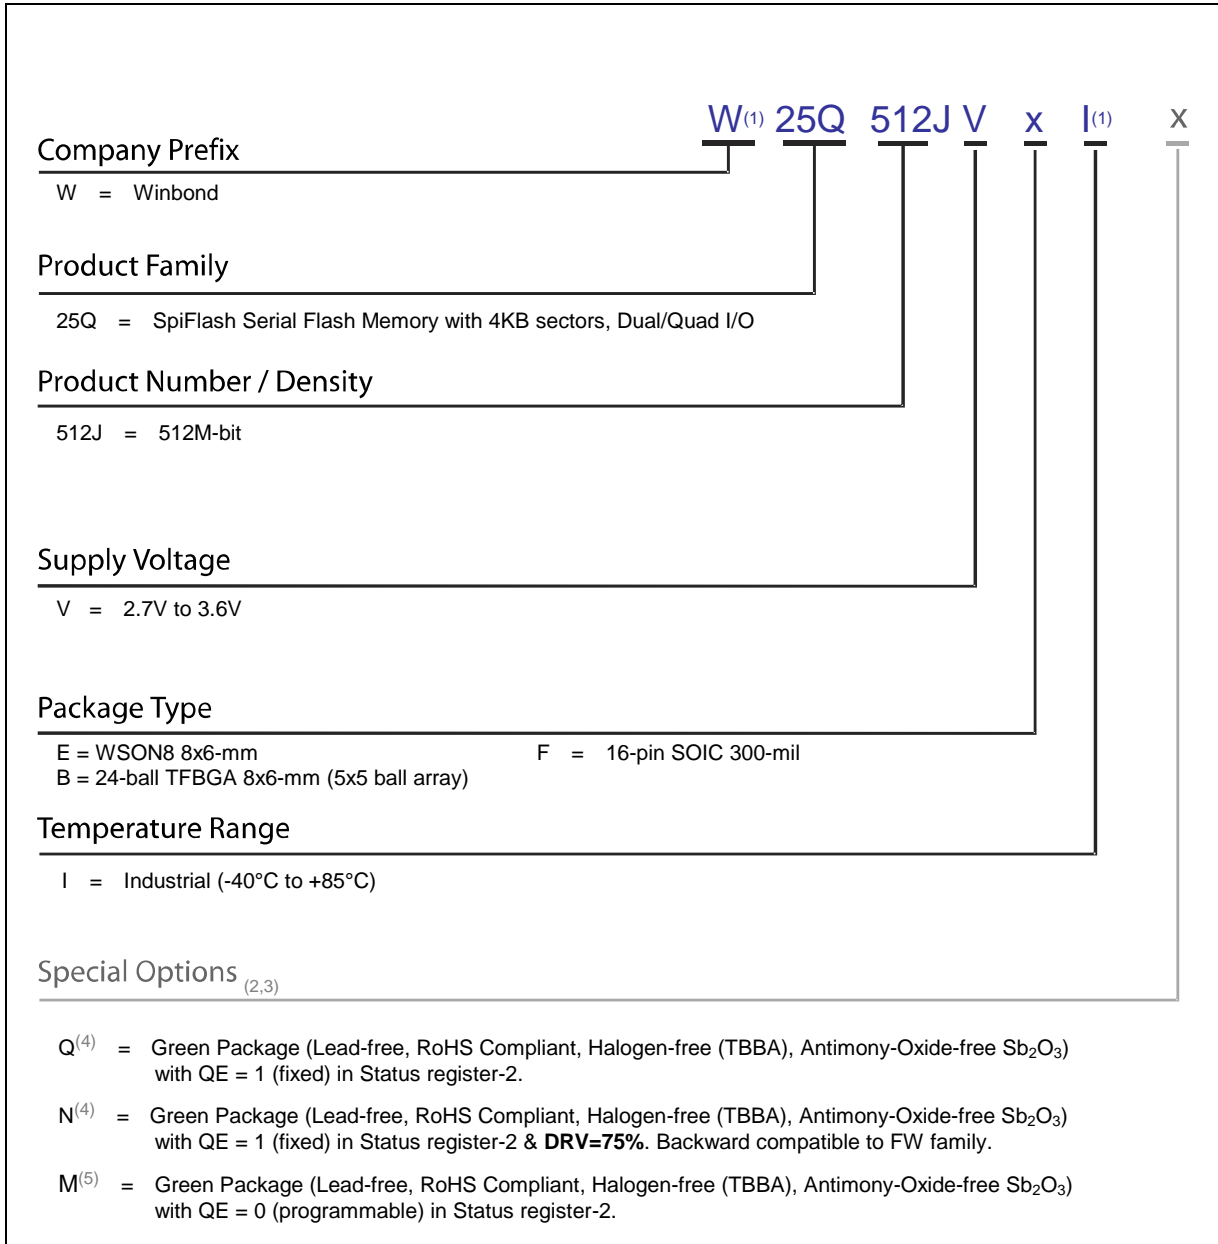 W(1) 25Q 512J V x I(1) x
Company Prefix
W = Winbond
Product Family
25Q = SpiFlash Serial Flash Memory with 4KB sectors, Dual/Quad I/O
Product Number / Density
512J = 512M-bit
Supply Voltage
V = 2.7V to 3.6V
Package Type
E = WSON8 8x6-mm F = 16-pin SOIC 300-mil
B = 24-ball TFBGA 8x6-mm (5x5 ball array)
Temperature Range
I = Industrial (-40°C to +85°C)
Special Options (2,3)
Q(4) = Green Package (Lead-free, RoHS Compliant, Halogen-free (TBBA), Antimony-Oxide-free Sb2O3)
with QE = 1 (fixed) in Status register-2.
N(4) = Green Package (Lead-free, RoHS Compliant, Halogen-free (TBBA), Antimony-Oxide-free Sb2O3)
with QE = 1 (fixed) in Status register-2 & DRV=75%. Backward compatible to FW family.
M(5) = Green Package (Lead-free, RoHS Compliant, Halogen-free (TBBA), Antimony-Oxide-free Sb2O3)
with QE = 0 (programmable) in Status register-2.